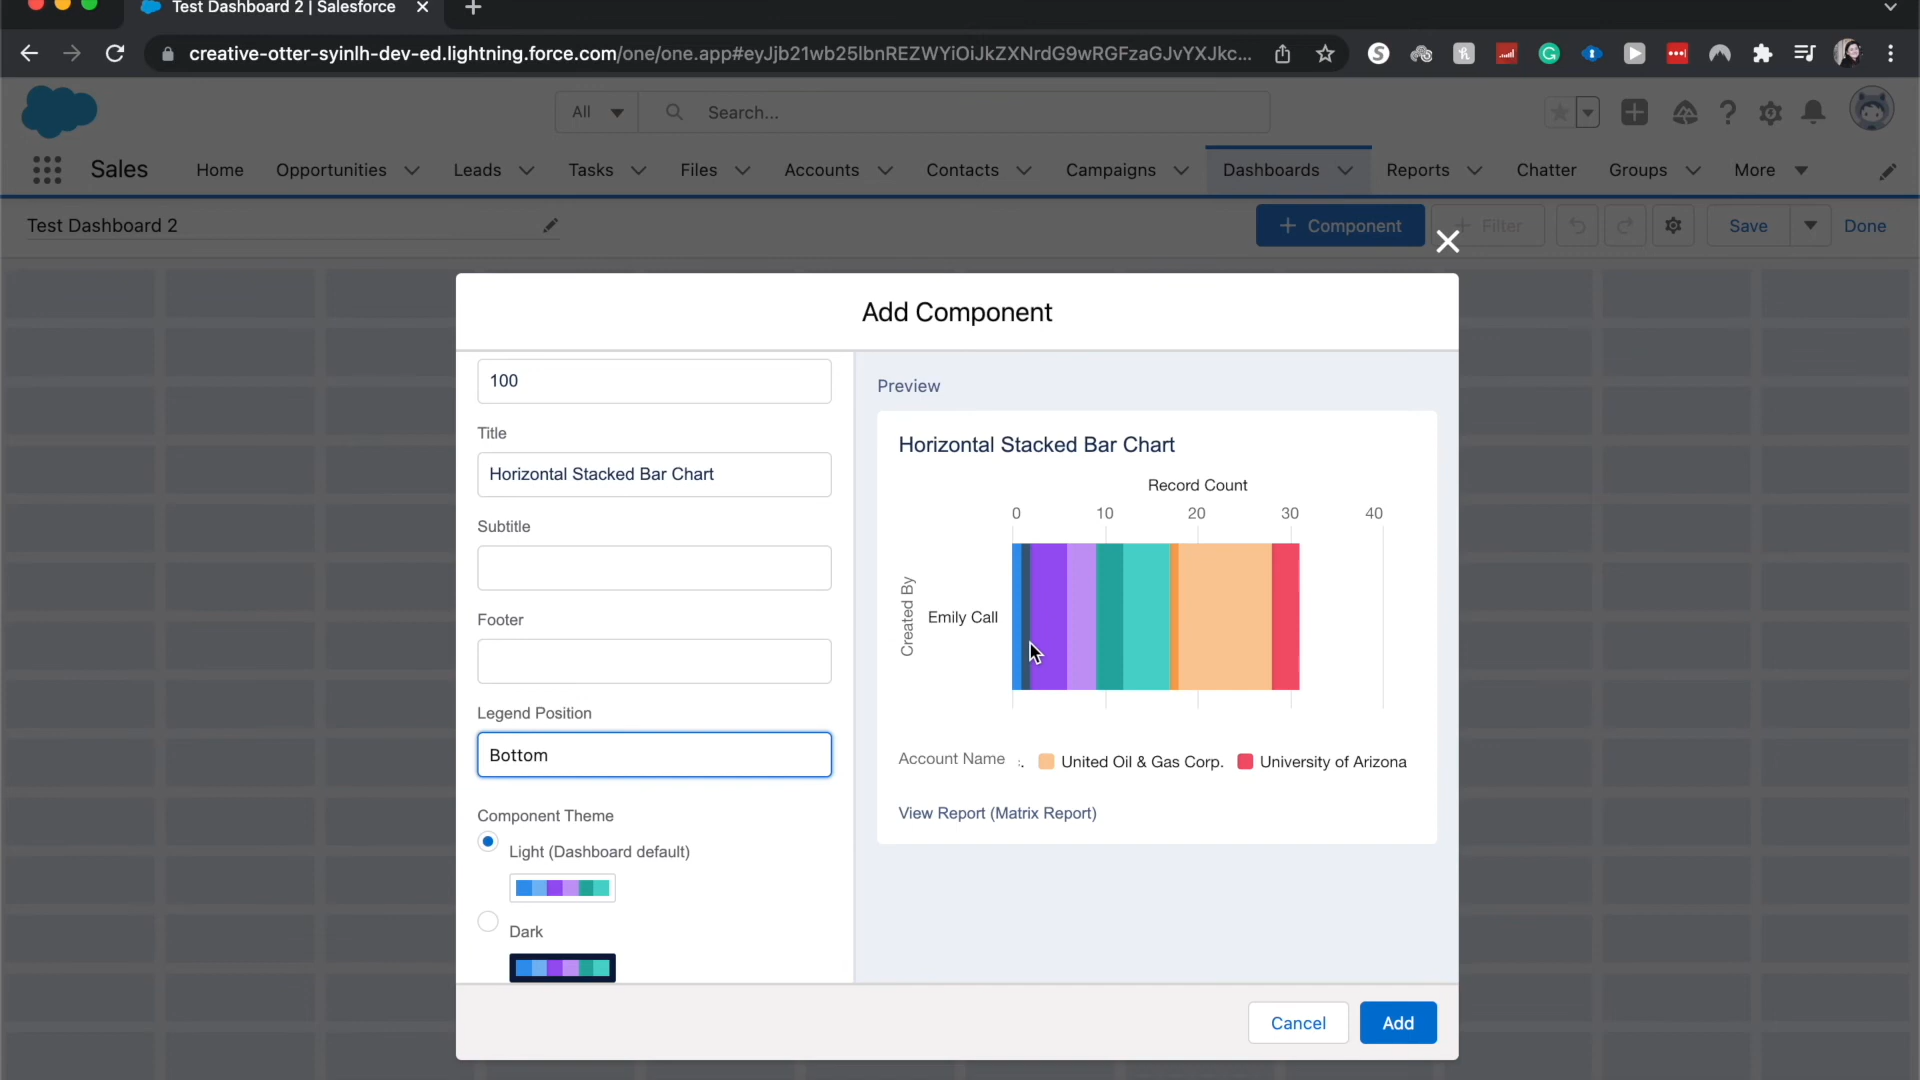 Test Dashboard 2 | Salesforce
creative-otter-syinlh-dev-ed.lightning.force.com/one/one.app#eyJjb21wb25lbnREZWYiOiJkZXNrdG9wRGFzaGJvYXJkc...
All
Search...
Sales
Home
Opportunities
Leads
Tasks
Files
Accounts
Contacts
Campaigns
Dashboards
Reports
Chatter
Groups
More
Test Dashboard 2
+ Component
+ Filter
Save
Done
Add Component
100
Title
Horizontal Stacked Bar Chart
Subtitle
Footer
Legend Position
Bottom
Component Theme
Light (Dashboard default)
Dark
Preview
Horizontal Stacked Bar Chart
Record Count
0 10 20 30 40
Created By
Emily Call
Account Name
United Oil & Gas Corp.
University of Arizona
View Report (Matrix Report)
Cancel
Add